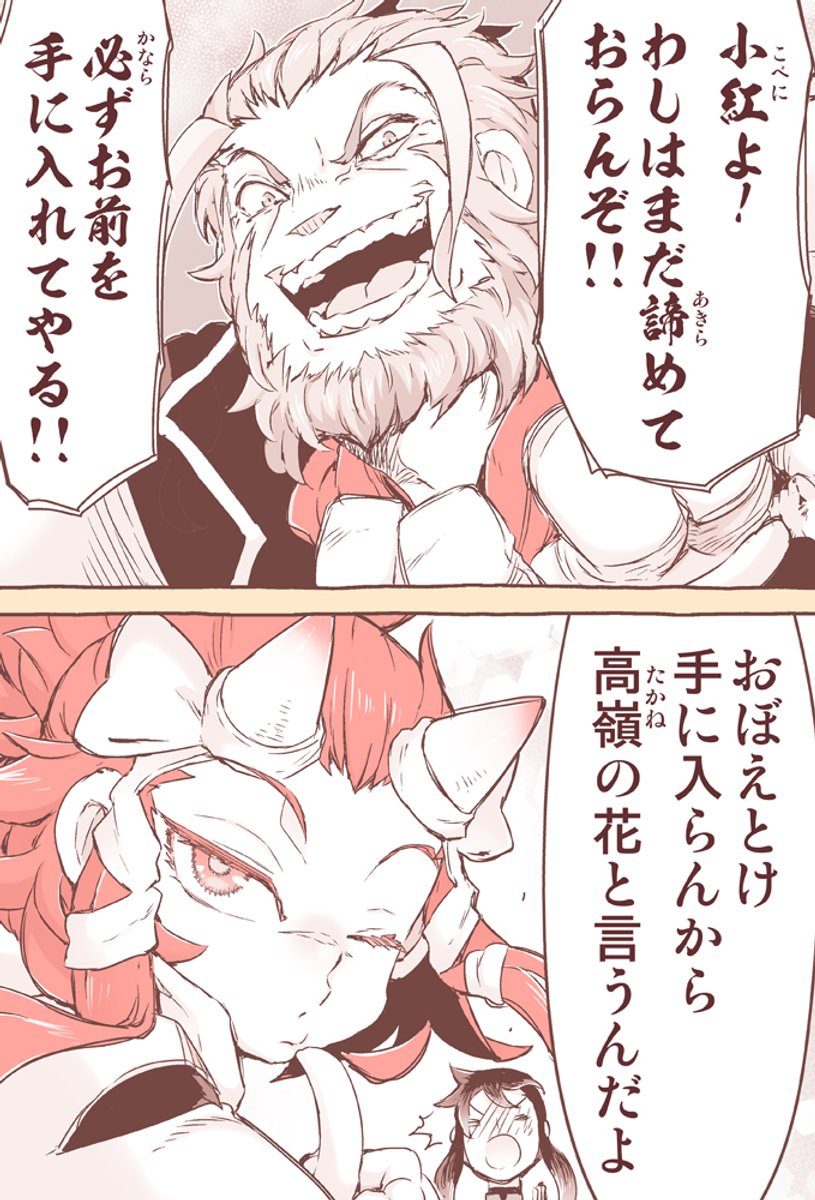 小紅よ!
わしはまだ諦めて
おらんぞ!!
必ずお前を
手に入れてやる!!
おぼえとけ
手に入らんから
高嶺の花と言うんだよ